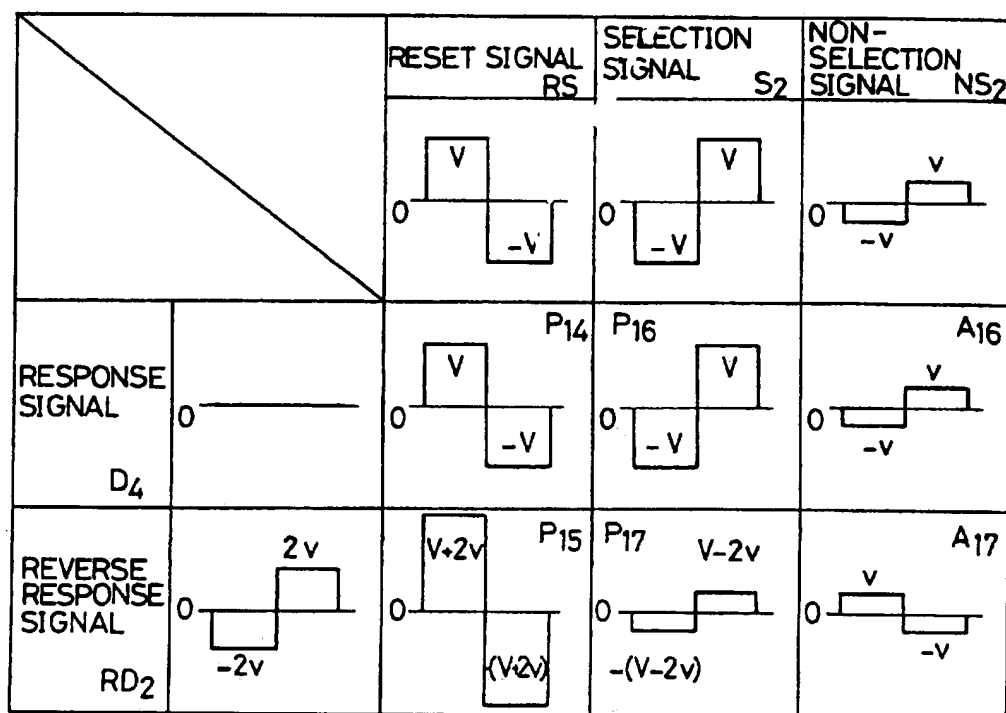 RESET SIGNAL
RS
SELECTION
SIGNAL
S2
NON-
SELECTION
SIGNAL NS2
0 V -V
0 -V V
0 -v v
RESPONSE
SIGNAL
D4
0
P14
0 V -V
P16
0 -V V
A16
0 -v v
REVERSE
RESPONSE
SIGNAL
RD2
0 -2v 2v
P15
0 V+2v -(V+2v)
P17
V-2v
0
-(V-2v)
A17
0 v -v